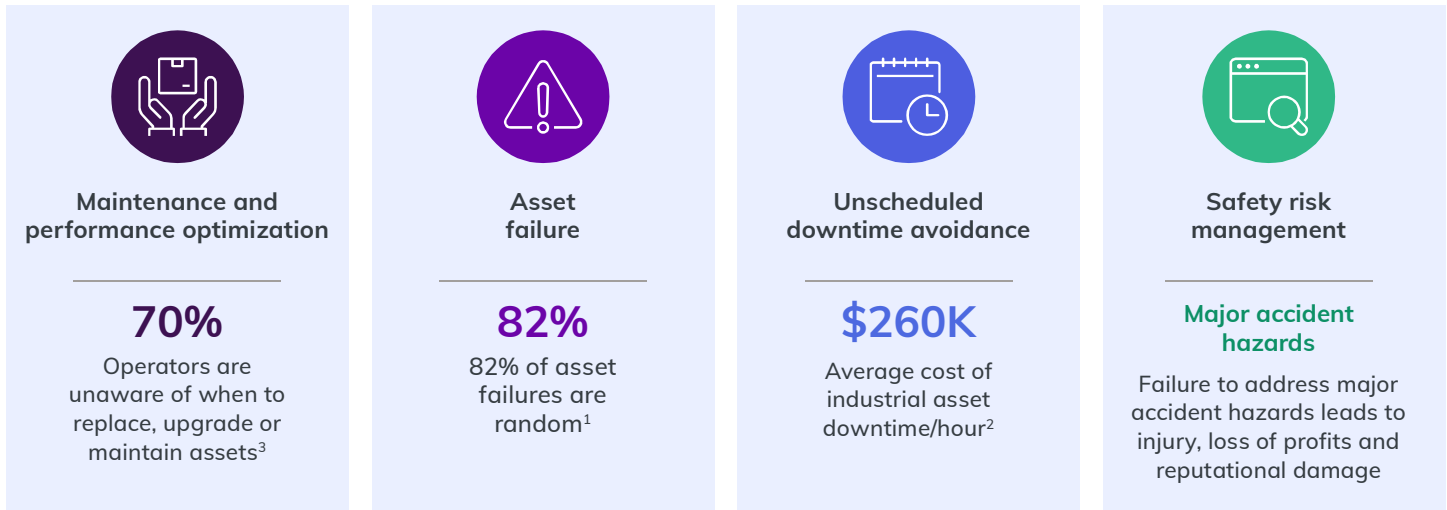 Maintenance and
performance optimization
70%
Operators are
unaware of when to
replace, upgrade or
maintain assets³
Asset
failure
82%
82% of asset
failures are
random¹
Unscheduled
downtime avoidance
$260K
Average cost of
industrial asset
downtime/hour²
Safety risk
management
Major accident
hazards
Failure to address major
accident hazards leads to
injury, loss of profits and
reputational damage